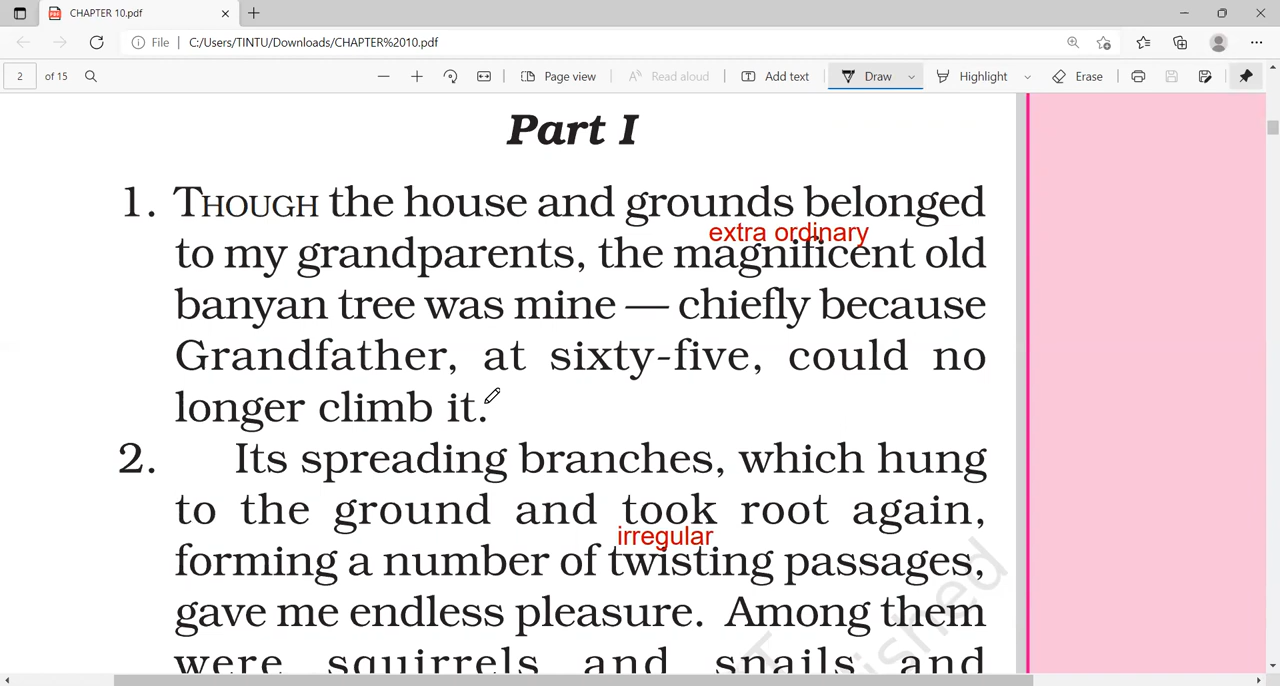 CHAPTER 10.pdf
File | C:/Users/TINTU/Downloads/CHAPTER%2010.pdf
2 of 15 Page view Read aloud Add text Draw Highlight Erase
Part I
1. THOUGH the house and grounds belonged
extra ordinary
to my grandparents, the magnificent old
banyan tree was mine — chiefly because
Grandfather, at sixty-five, could no
longer climb it.
2. Its spreading branches, which hung
to the ground and took root again,
irregular
forming a number of twisting passages,
gave me endless pleasure. Among them
were squirrels and snails and